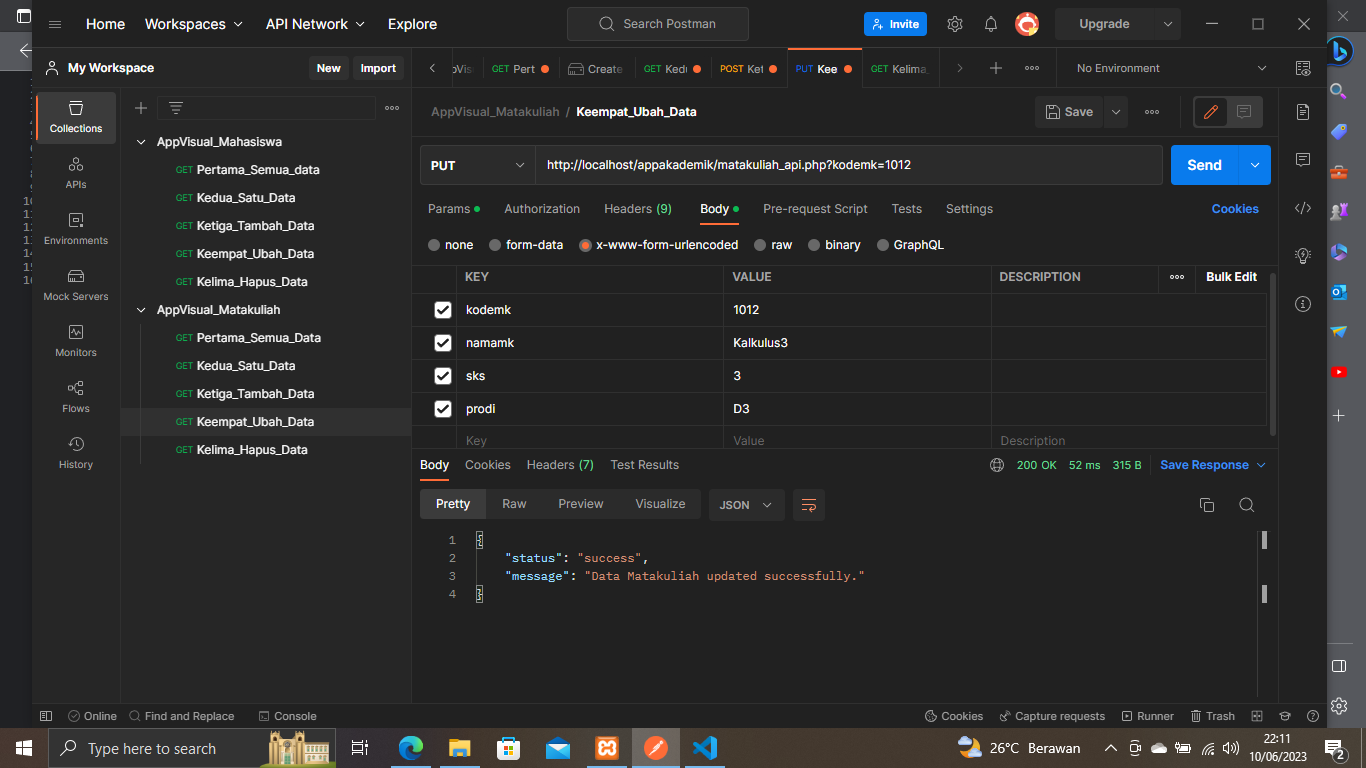 Home Workspaces API Network Explore Search Postman Invite Upgrade
My Workspace New Import GET Pert Create GET Ked POST Ket PUT Kee GET Kelima_ No Environment
Collections
APIs
Environments
Mock Servers
Monitors
Flows
History
AppVisual_Mahasiswa
GET Pertama_Semua_data
GET Kedua_Satu_Data
GET Ketiga_Tambah_Data
GET Keempat_Ubah_Data
GET Kelima_Hapus_Data
AppVisual_Matakuliah
GET Pertama_Semua_Data
GET Kedua_Satu_Data
GET Ketiga_Tambah_Data
GET Keempat_Ubah_Data
GET Kelima_Hapus_Data
AppVisual_Matakuliah / Keempat_Ubah_Data Save
PUT http://localhost/appakademik/matakuliah_api.php?kodemk=1012 Send
Params Authorization Headers (9) Body Pre-request Script Tests Settings Cookies
none form-data x-www-form-urlencoded raw binary GraphQL
KEY VALUE DESCRIPTION Bulk Edit
kodemk 1012
namamk Kalkulus3
sks 3
prodi D3
Key Value Description
Body Cookies Headers (7) Test Results 200 OK 52 ms 315 B Save Response
Pretty Raw Preview Visualize JSON
1 {
2 "status": "success",
3 "message": "Data Matakuliah updated successfully."
4 }
Online Find and Replace Console Cookies Capture requests Runner Trash
Type here to search 26°C Berawan 22:11
10/06/2023 2